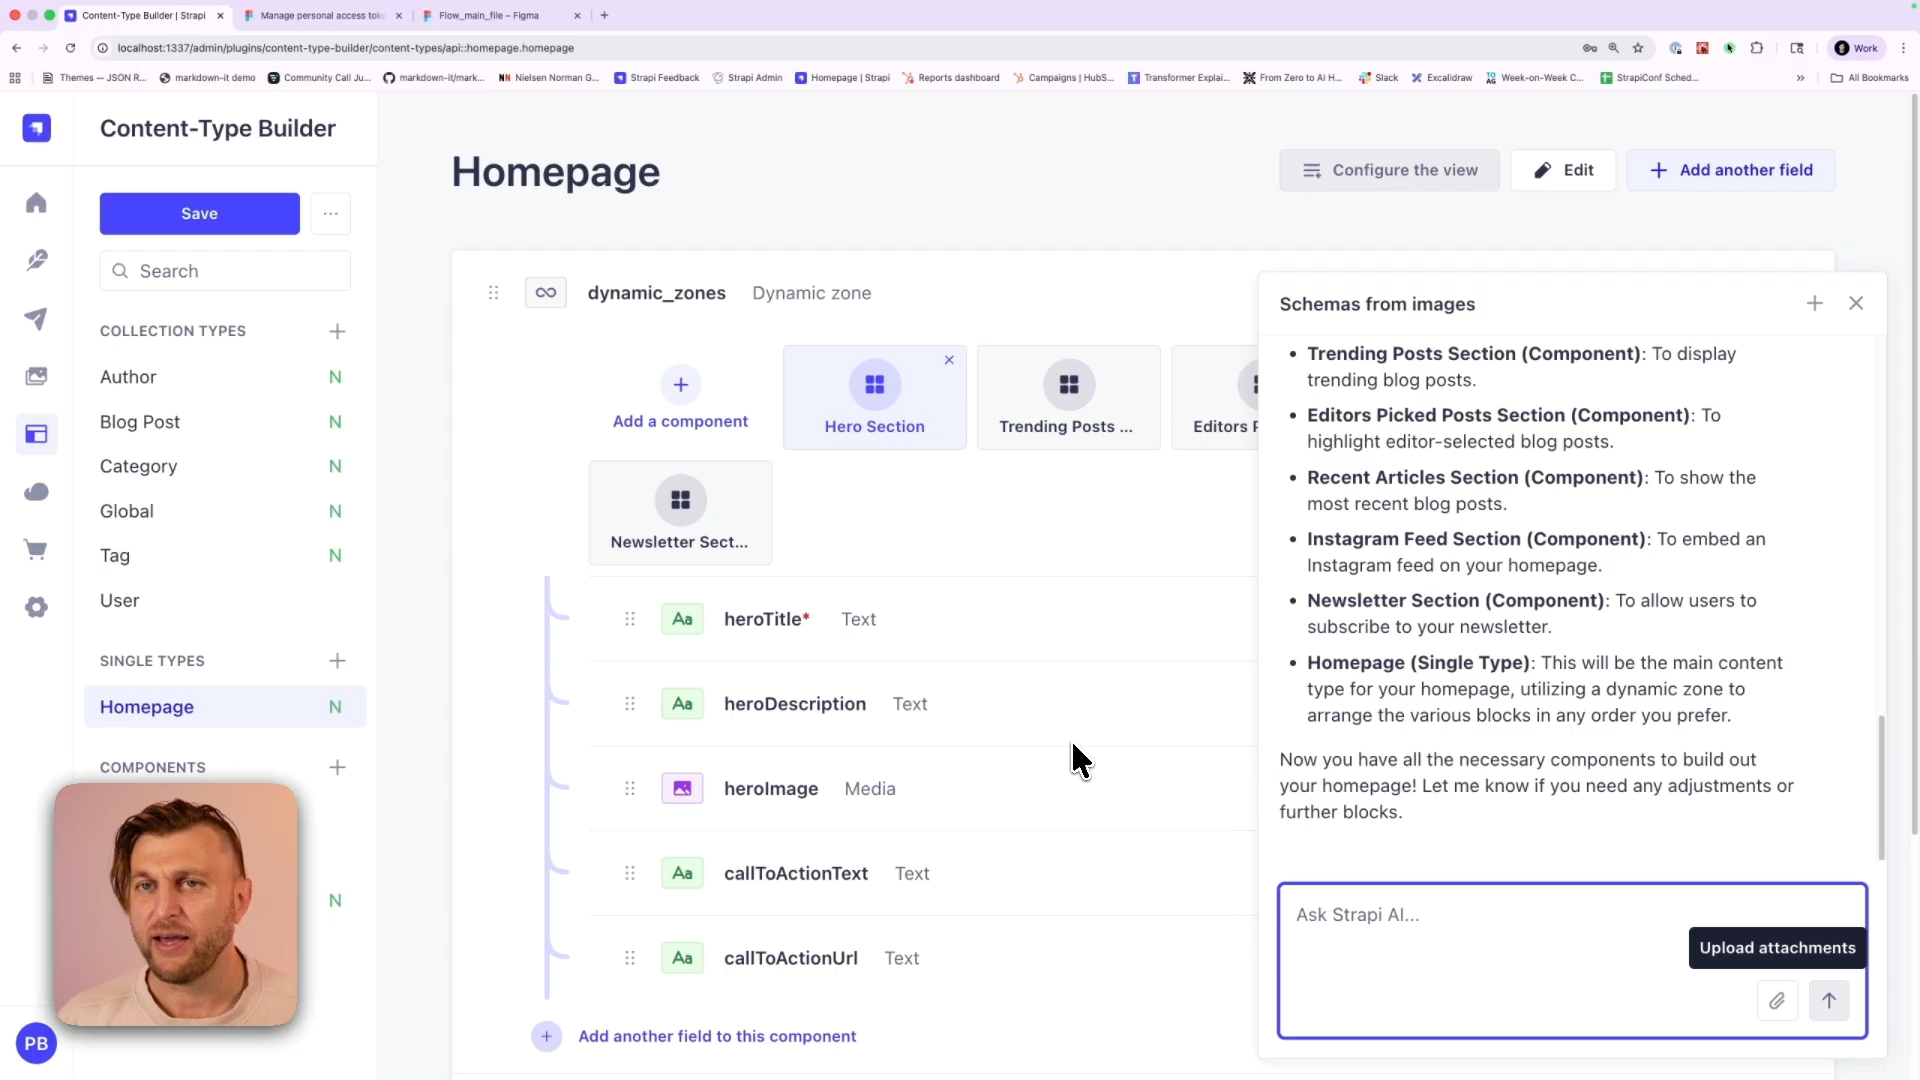 Content-Type Builder | Strapi
Manage personal access tok
Flow_main_file – Figma
localhost:1337/admin/plugins/content-type-builder/content-types/api::homepage.homepage
Work
Themes — JSON R...
markdown-it demo
Community Call Ju...
markdown-it/mark...
Nielsen Norman G...
Strapi Feedback
Strapi Admin
Homepage | Strapi
Reports dashboard
Campaigns | HubS...
Transformer Explai...
From Zero to AI H...
Slack
Excalidraw
Week-on-Week C...
StrapiConf Sched...
All Bookmarks
Content-Type Builder
Save
Search
COLLECTION TYPES
Author N
Blog Post N
Category N
Global N
Tag N
User
SINGLE TYPES
Homepage N
COMPONENTS
N
PB
Homepage
Configure the view
Edit
Add another field
dynamic_zones Dynamic zone
Add a component
Hero Section
Trending Posts ...
Editors P
Newsletter Sect...
Aa heroTitle* Text
Aa heroDescription Text
heroImage Media
Aa callToActionText Text
Aa callToActionUrl Text
Add another field to this component
Schemas from images
• Trending Posts Section (Component): To display
trending blog posts.
• Editors Picked Posts Section (Component): To
highlight editor-selected blog posts.
• Recent Articles Section (Component): To show the
most recent blog posts.
• Instagram Feed Section (Component): To embed an
Instagram feed on your homepage.
• Newsletter Section (Component): To allow users to
subscribe to your newsletter.
• Homepage (Single Type): This will be the main content
type for your homepage, utilizing a dynamic zone to
arrange the various blocks in any order you prefer.
Now you have all the necessary components to build out
your homepage! Let me know if you need any adjustments or
further blocks.
Ask Strapi AI...
Upload attachments